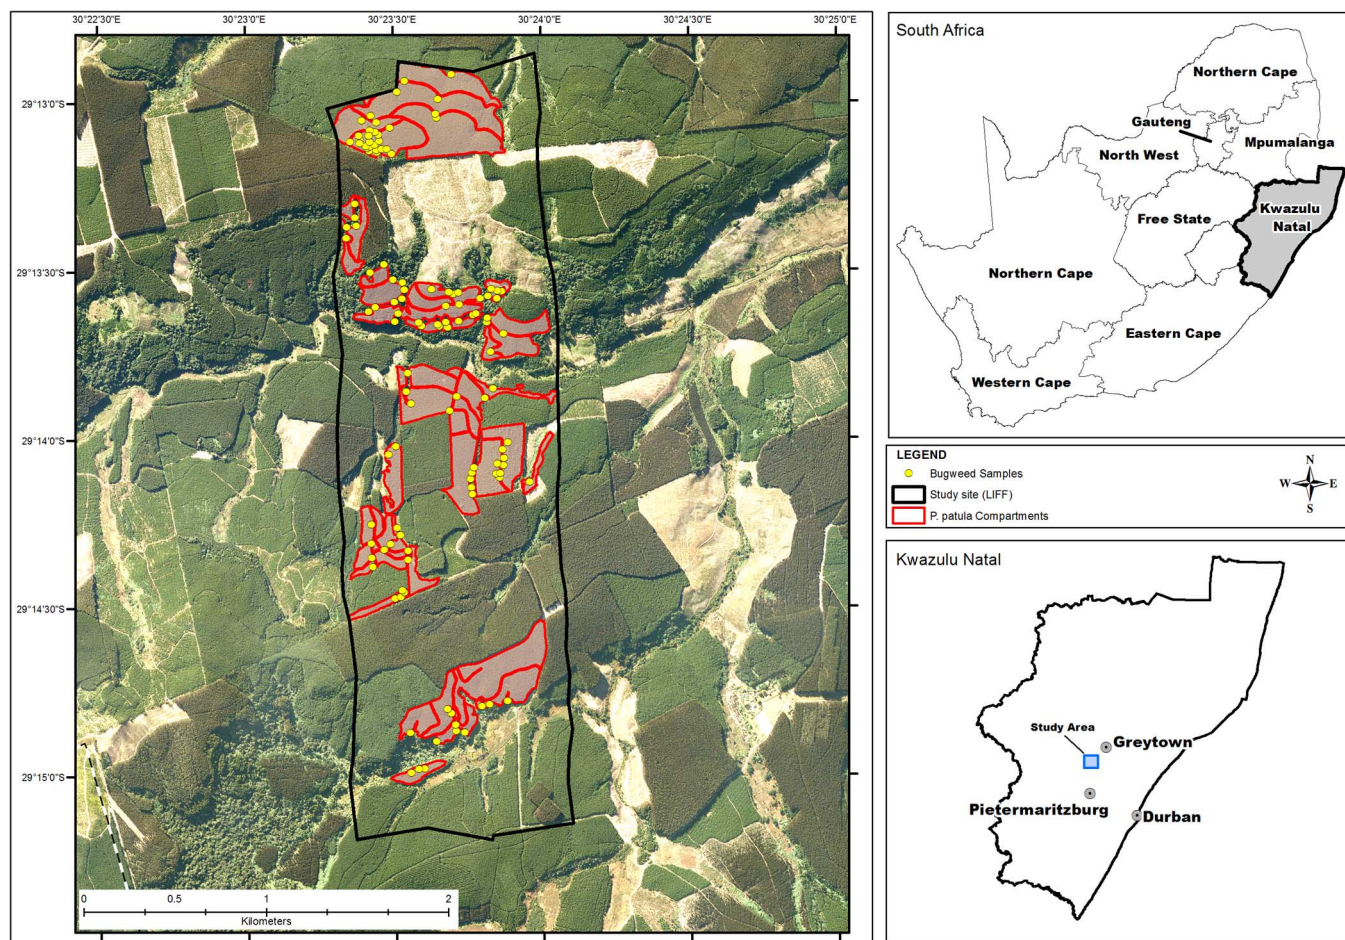 30°22'30"E
30°23'0"E
30°23'30"E
30°24'0"E
30°24'30"E
30°25'0"E
29°13'0"S
29°13'30"S
29°14'0"S
29°14'30"S
29°15'0"S
0
0.5
1
2
Kilometers
South Africa
Northern Cape
Gauteng
North West
Mpumalanga
Free State
Kwazulu
Natal
Northern Cape
Eastern Cape
Western Cape
LEGEND
Bugweed Samples
Study site (LIFF)
P. patula Compartments
N
W E
S
Kwazulu Natal
Study Area
Greytown
Pietermaritzburg
Durban